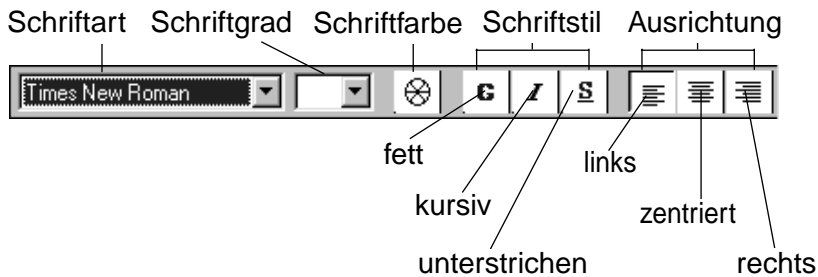 Schriftart Schriftgrad Schriftfarbe Schriftstil Ausrichtung
Times New Roman G I S
fett links
kursiv zentriert
unterstrichen rechts